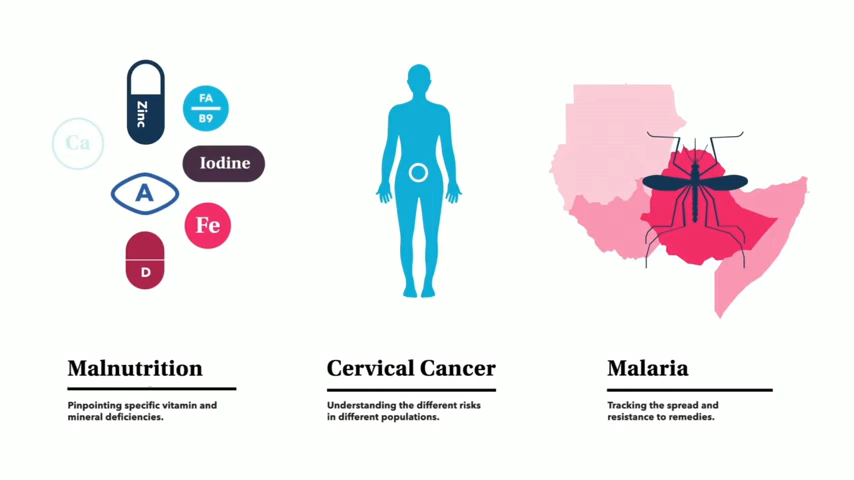 Zinc
FA
B9
Ca
Iodine
A
Fe
D
Malnutrition
Pinpointing specific vitamin and
mineral deficiencies.
Cervical Cancer
Understanding the different risks
in different populations.
Malaria
Tracking the spread and
resistance to remedies.